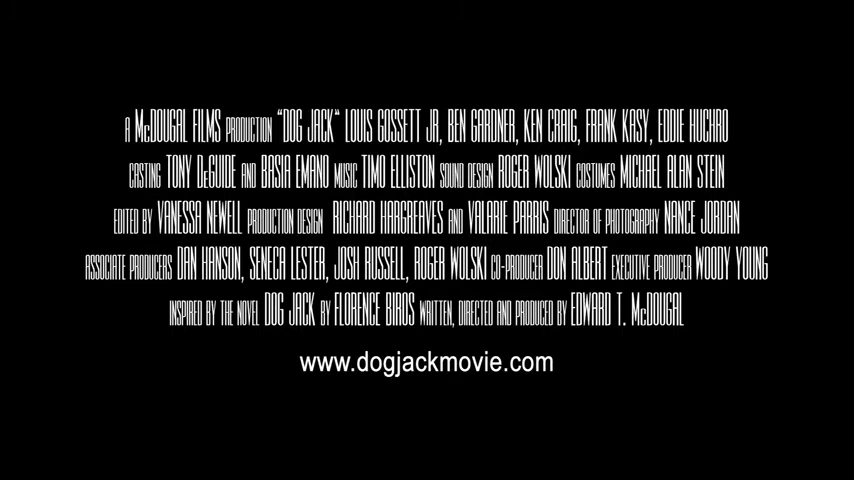 A McDOUGAL FILMS PRODUCTION "DOG JACK" LOUIS GOSSETT JR, BEN GARDNER, KEN CRAIG, FRANK KASY, EDDIE HUCHRO
CASTING TONY DeGUIDE AND BASIA EMANO MUSIC TIMO ELLISTON SOUND DESIGN ROGER WOLSKI COSTUMES MICHAEL ALAN STEIN
EDITED BY VANESSA NEWELL PRODUCTION DESIGN RICHARD HARGREAVES AND VALARIE PARRIS DIRECTOR OF PHOTOGRAPHY NANCE JORDAN
ASSOCIATE PRODUCERS DAN HANSON, SENECA LESTER, JOSH RUSSELL, ROGER WOLSKI CO-PRODUCER DON ALBERT EXECUTIVE PRODUCER WOODY YOUNG
INSPIRED BY THE NOVEL DOG JACK BY FLORENCE BIROS WRITTEN, DIRECTED AND PRODUCED BY EDWARD T. McDOUGAL
www.dogjackmovie.com